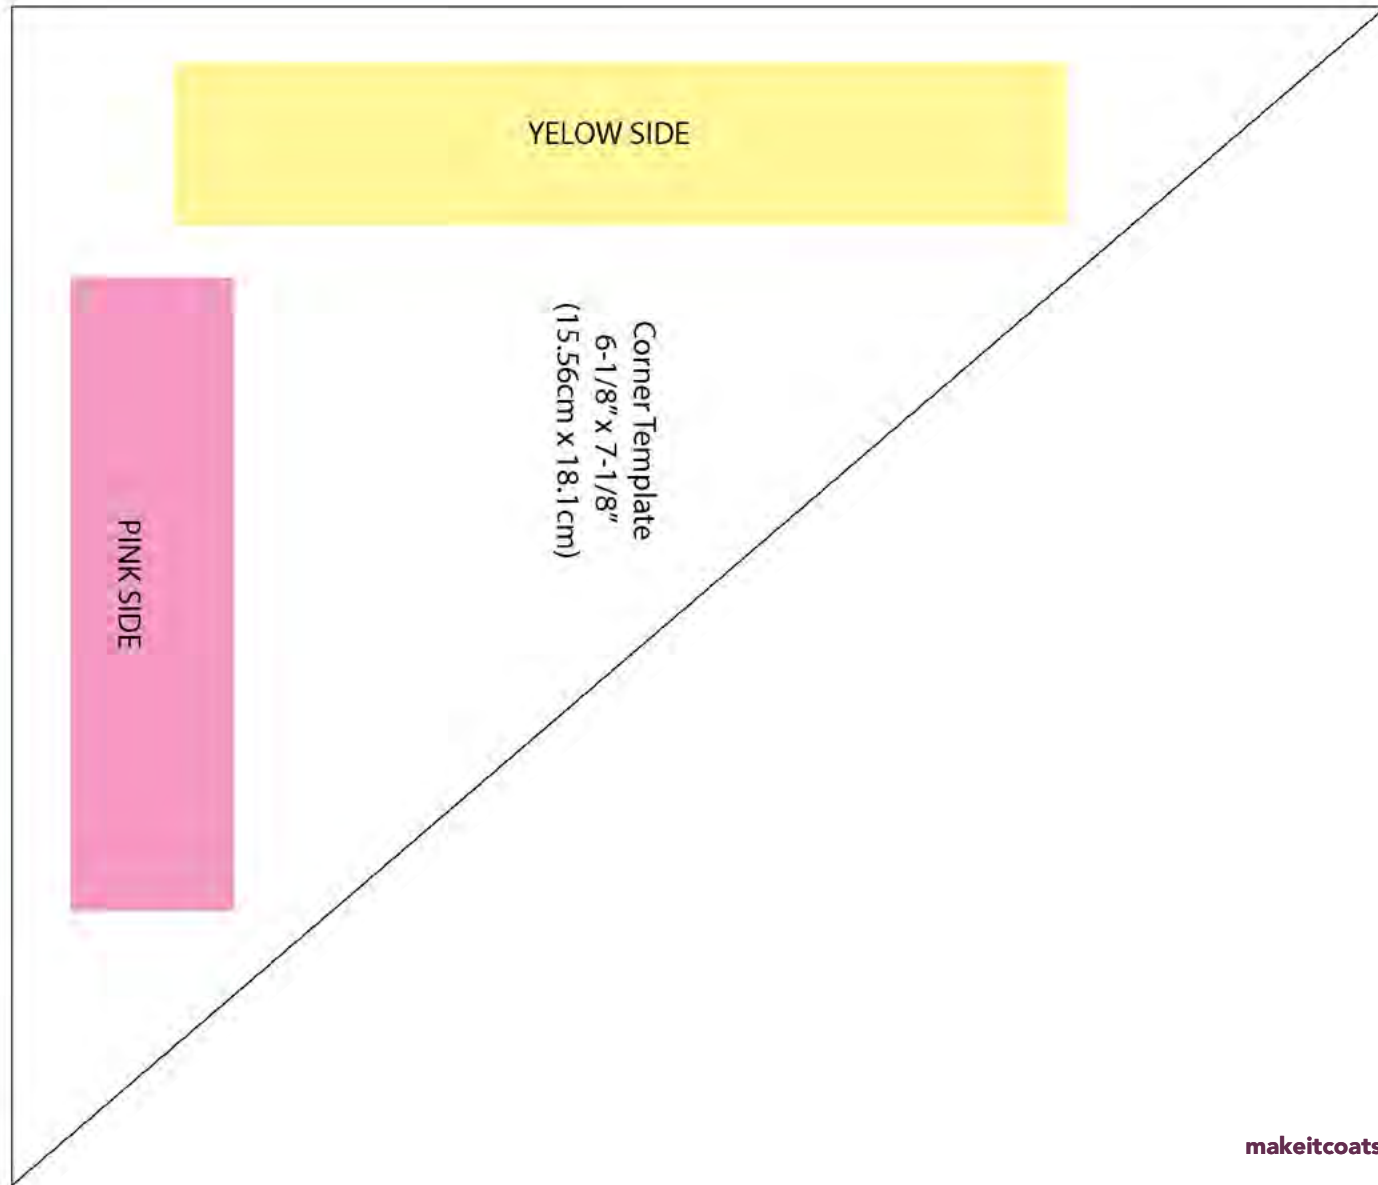 YELOW SIDE
Corner Template
6-1/8" x 7-1/8"
(15.56cm x 18.1cm)
PINK SIDE
makeitcoats